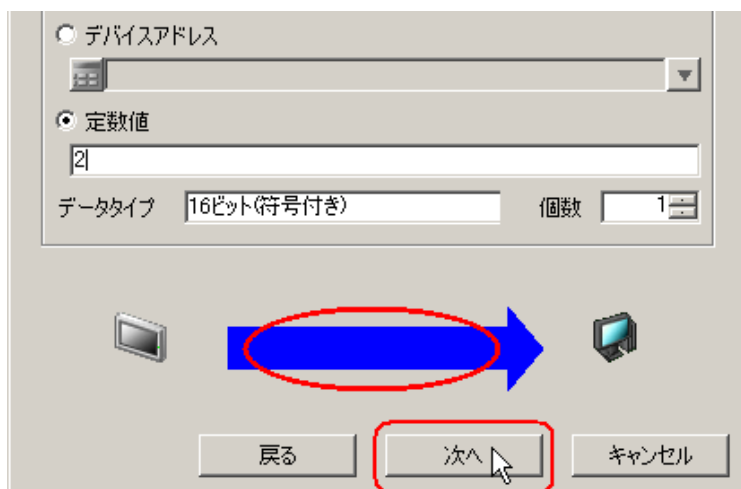 デバイスアドレス
定数値
2
データタイプ 16ビット(符号付き) 個数 1
戻る 次へ キャンセル